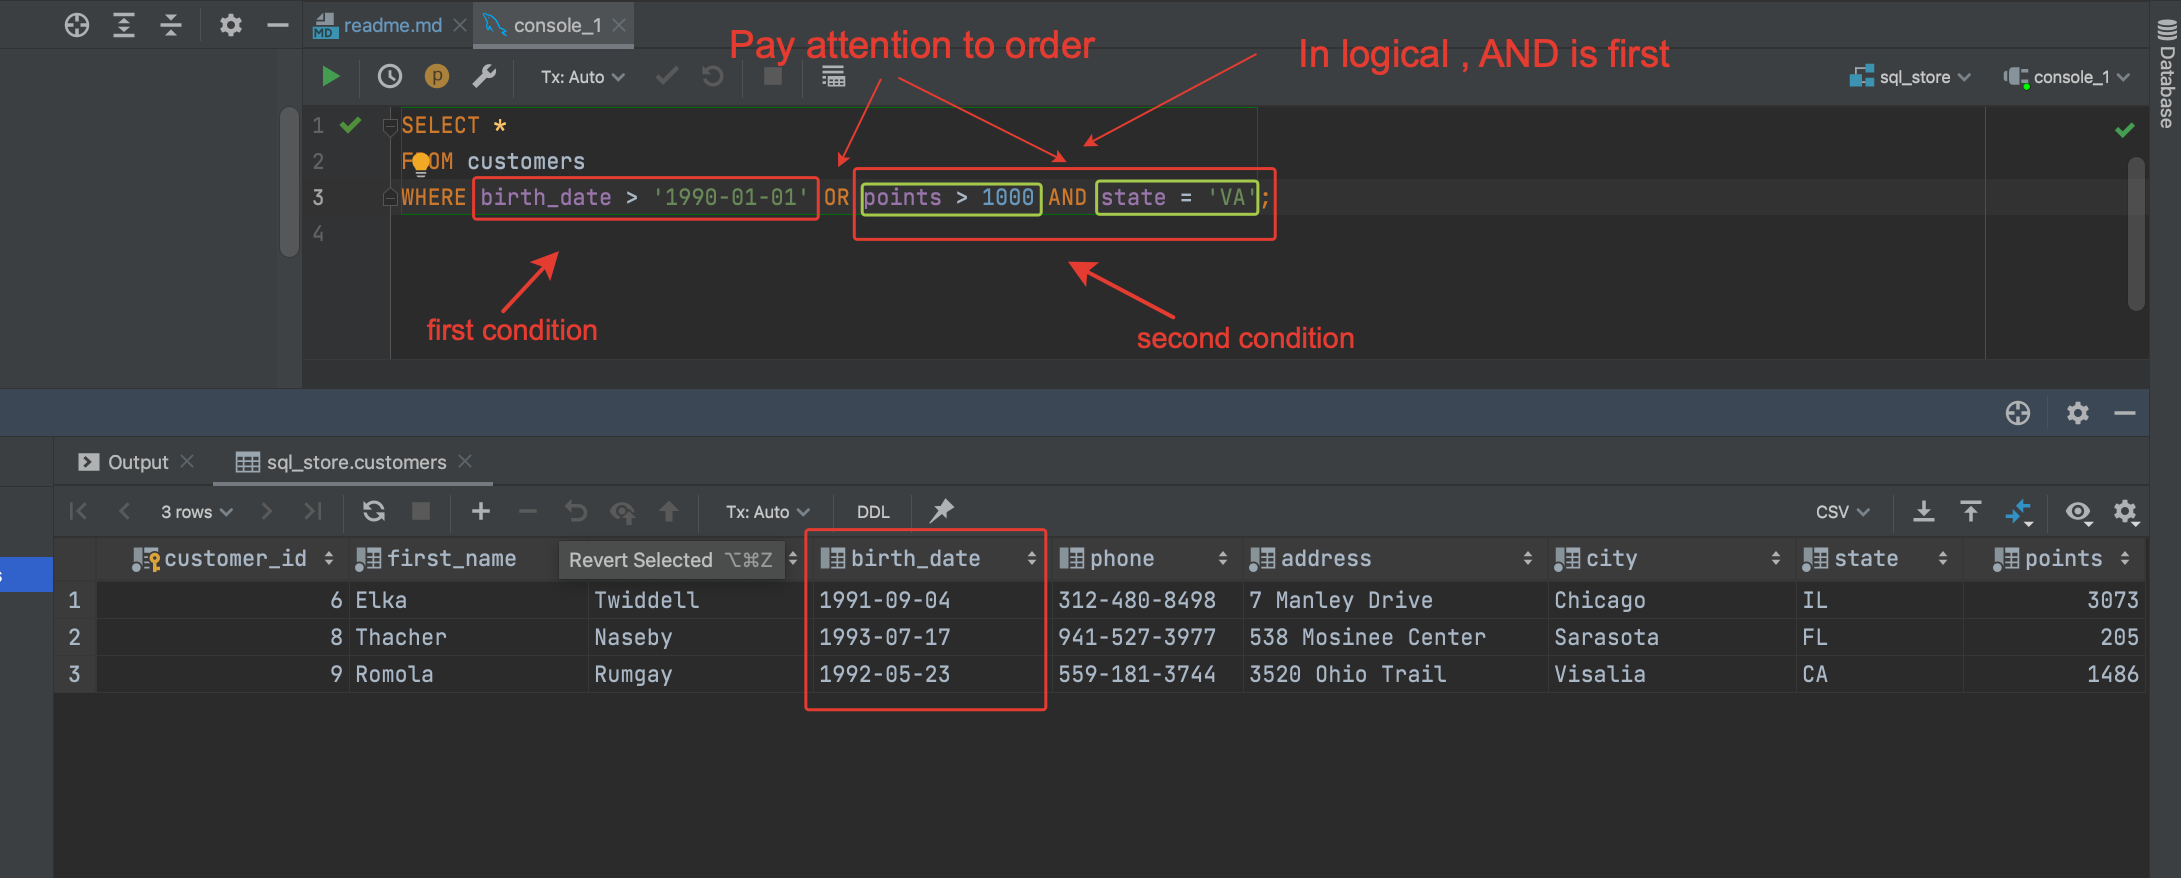 readme.md
console_1
Pay attention to order
In logical , AND is first
Tx: Auto
sql_store
console_1
Database
1 SELECT *
2 FROM customers
3 WHERE birth_date > '1990-01-01' OR points > 1000 AND state = 'VA';
4
first condition
second condition
Output
sql_store.customers
3 rows
Tx: Auto
DDL
CSV
customer_id first_name Revert Selected ⌥⌘Z birth_date phone address city state points
1 6 Elka Twiddell 1991-09-04 312-480-8498 7 Manley Drive Chicago IL 3073
2 8 Thacher Naseby 1993-07-17 941-527-3977 538 Mosinee Center Sarasota FL 205
3 9 Romola Rumgay 1992-05-23 559-181-3744 3520 Ohio Trail Visalia CA 1486